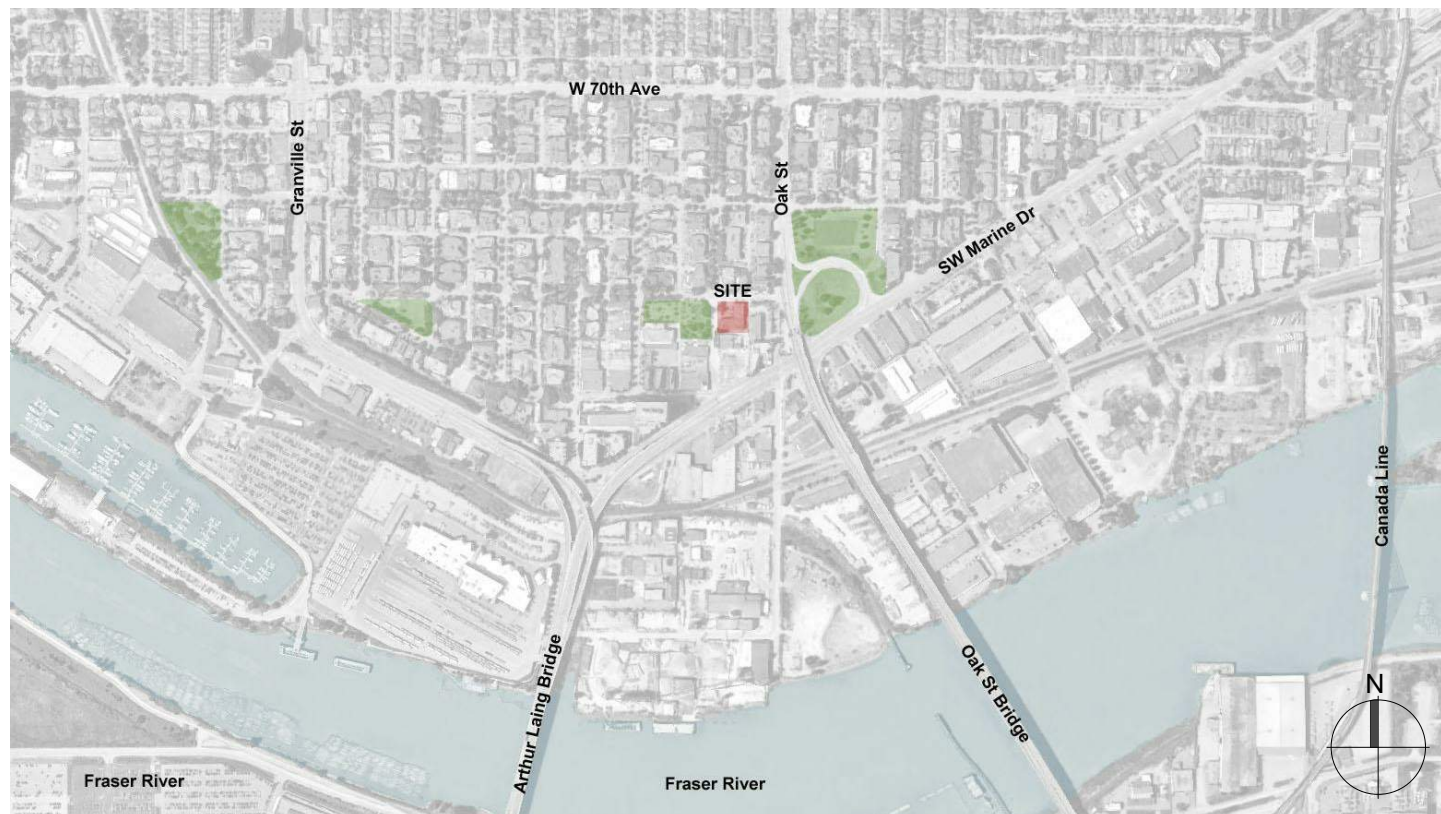 W 70th Ave
Granville St
Oak St
SW Marine Dr
SITE
Canada Line
Arthur Laing Bridge
Oak St Bridge
N
Fraser River
Fraser River